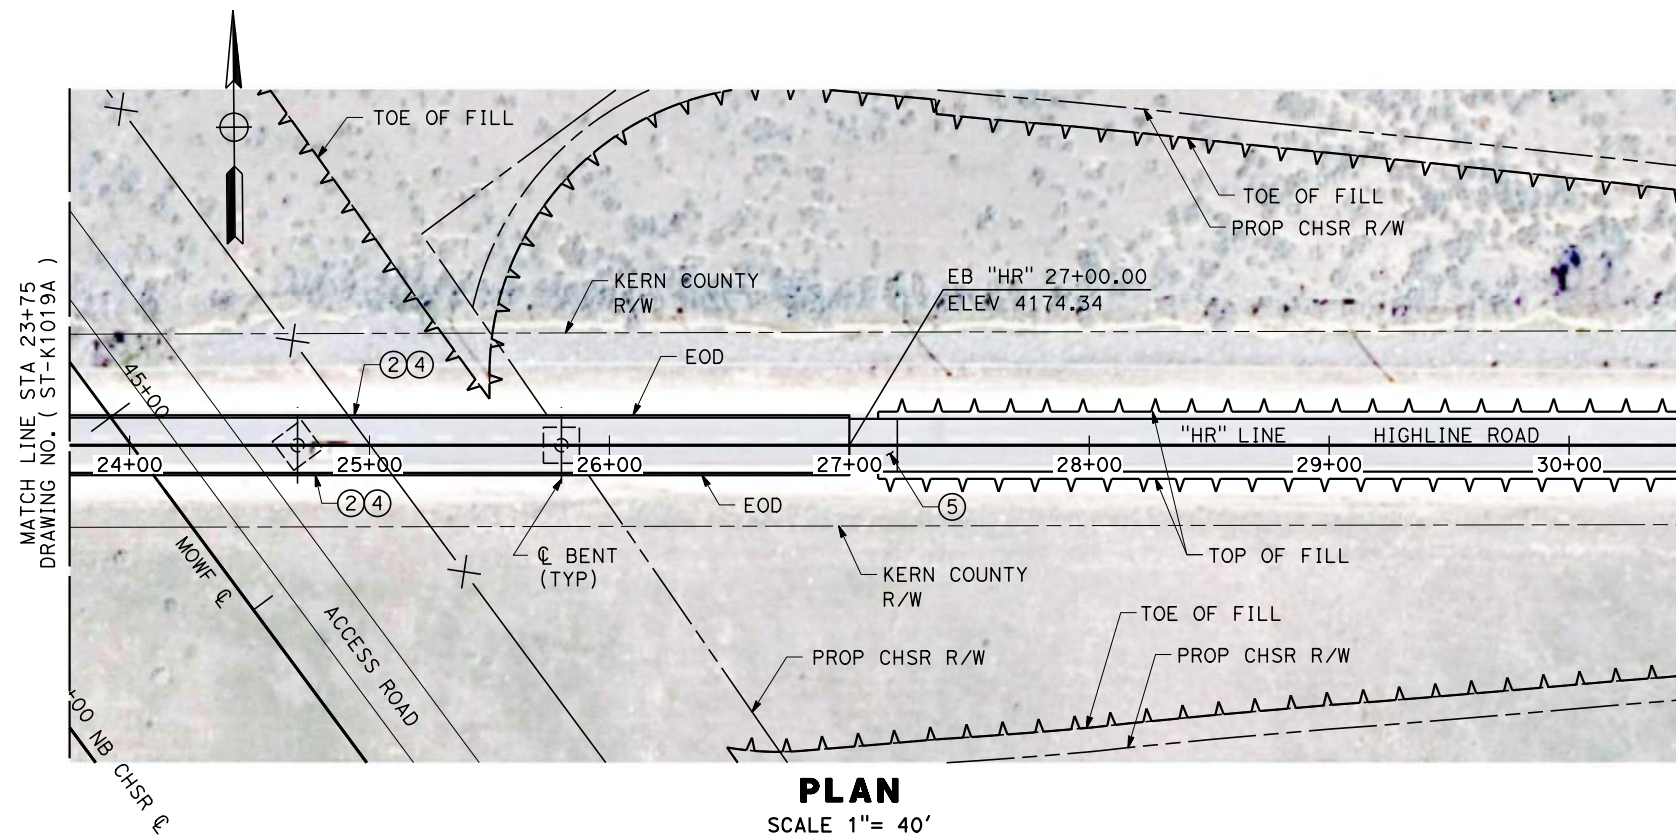 TOE OF FILL
TOE OF FILL
PROP CHSR R/W
KERN COUNTY
R/W
EB "HR" 27+00.00
ELEV 4174.34
MATCH LINE STA 23+75
DRAWING NO. ( ST-K1019A )
45+00
2 4
EOD
"HR" LINE
HIGHLINE ROAD
24+00
25+00
26+00
27+00
28+00
29+00
30+00
2 4
EOD
5
MOWF ℄
℄ BENT
(TYP)
TOP OF FILL
KERN COUNTY
R/W
ACCESS ROAD
TOE OF FILL
PROP CHSR R/W
PROP CHSR R/W
+00 NB CHSR ℄
PLAN
SCALE 1"= 40'